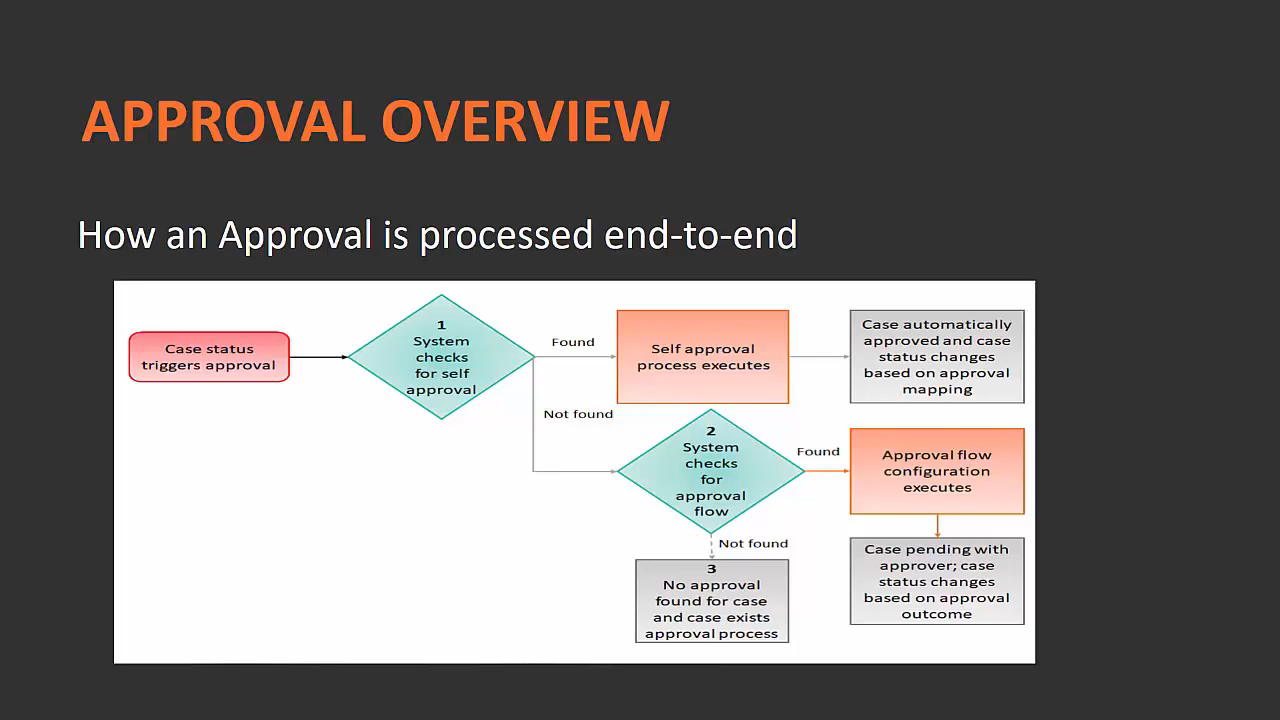 APPROVAL OVERVIEW
How an Approval is processed end-to-end
Case status
triggers approval
1
System
checks
for self
approval
Found
Not found
Self approval
process executes
Case automatically
approved and case
status changes
based on approval
mapping
2
System
checks
for
approval
flow
Found
Not found
Approval flow
configuration
executes
Case pending with
approver; case
status changes
based on approval
outcome
3
No approval
found for case
and case exists
approval process